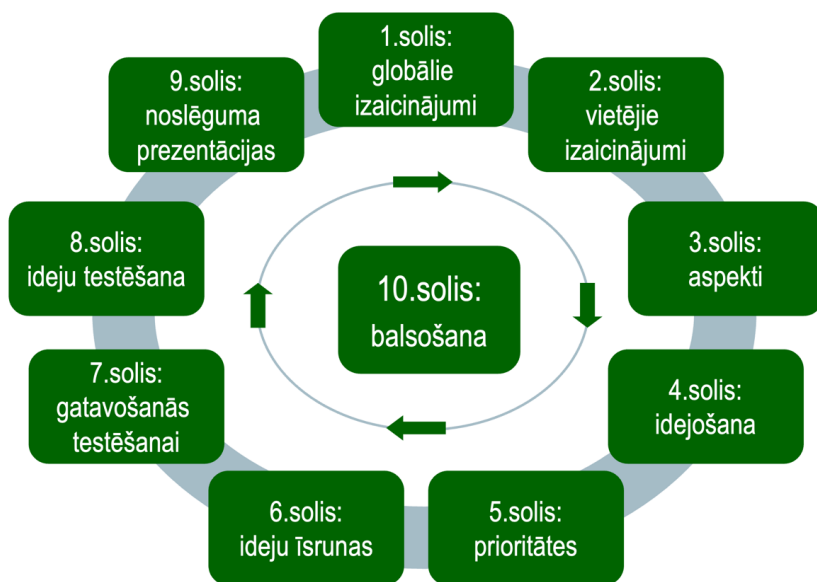 1.solis:
globālie
izaicinājumi
2.solis:
vietējie
izaicinājumi
3.solis:
aspekti
4.solis:
idejošana
5.solis:
prioritātes
6.solis:
ideju īsrunas
7.solis:
gatavošanās
testēšanai
8.solis:
ideju testēšana
9.solis:
noslēguma
prezentācijas
10.solis:
balsošana